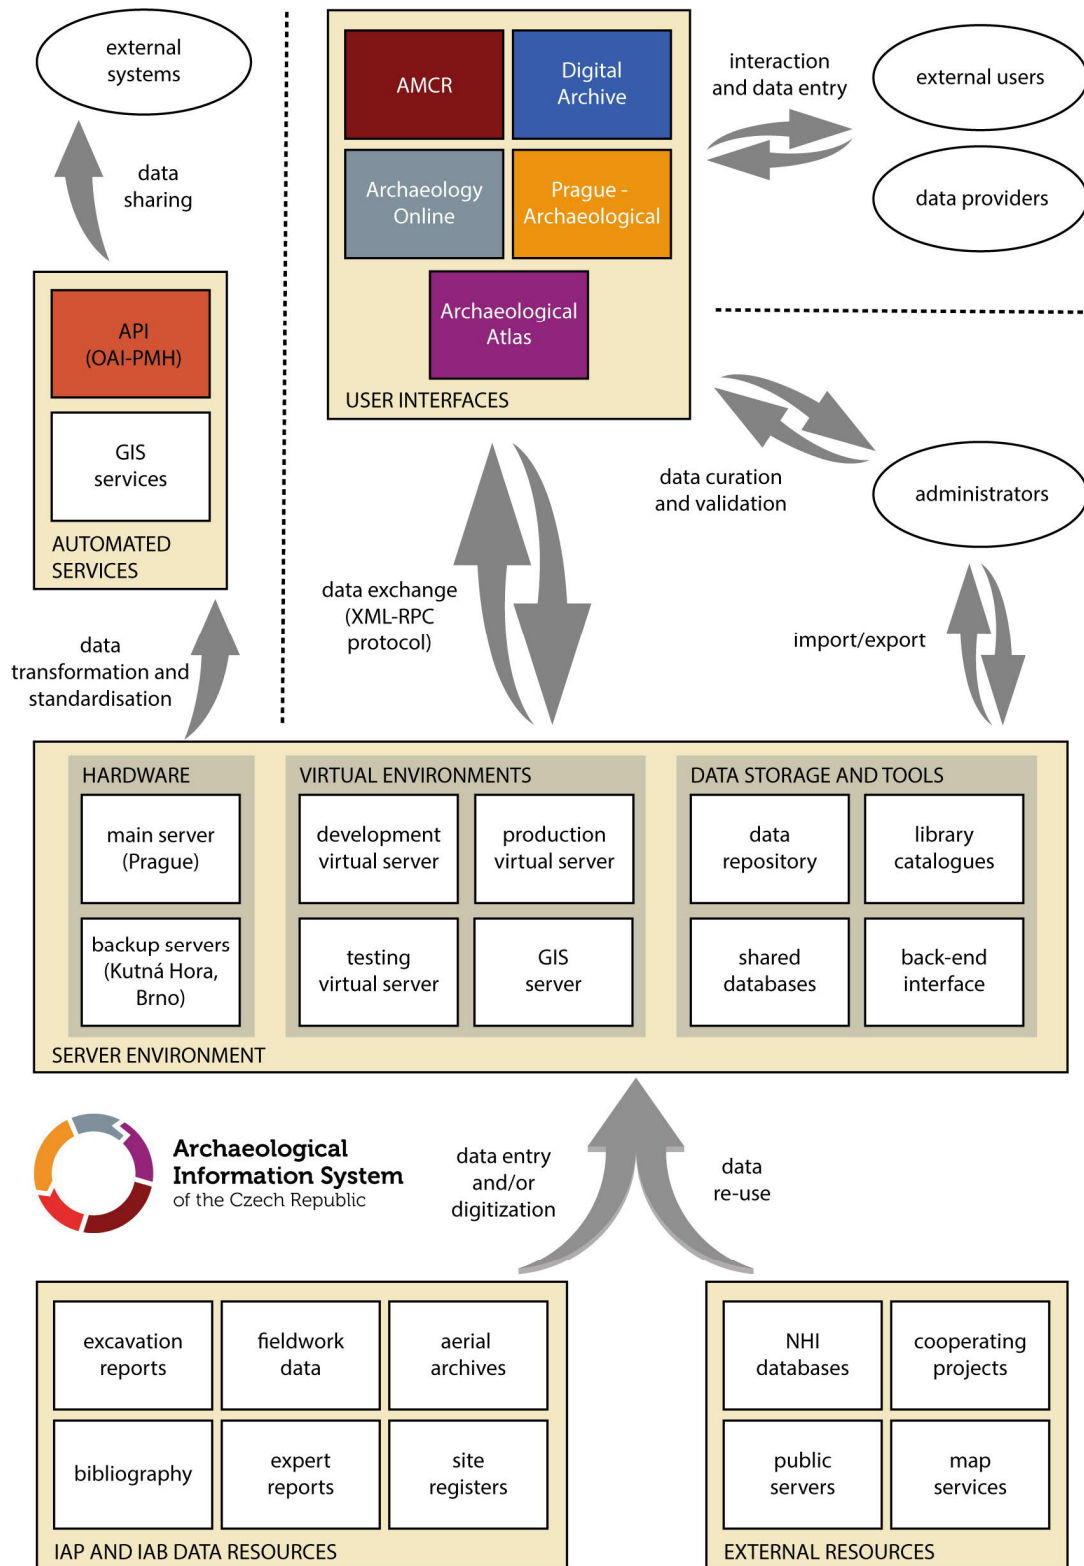 external
systems
data
sharing
API
(OAI-PMH)
GIS
services
AUTOMATED
SERVICES
data
transformation and
standardisation
AMCR
Digital
Archive
Archaeology
Online
Prague -
Archaeological
Archaeological
Atlas
USER INTERFACES
interaction
and data entry
external users
data providers
data curation
and validation
administrators
data exchange
(XML-RPC
protocol)
import/export
HARDWARE
main server
(Prague)
backup servers
(Kutná Hora,
Brno)
VIRTUAL ENVIRONMENTS
development
virtual server
production
virtual server
testing
virtual server
GIS
server
DATA STORAGE AND TOOLS
data
repository
library
catalogues
shared
databases
back-end
interface
SERVER ENVIRONMENT
Archaeological
Information System
of the Czech Republic
data entry
and/or
digitization
data
re-use
excavation
reports
fieldwork
data
aerial
archives
bibliography
expert
reports
site
registers
IAP AND IAB DATA RESOURCES
NHI
databases
cooperating
projects
public
servers
map
services
EXTERNAL RESOURCES